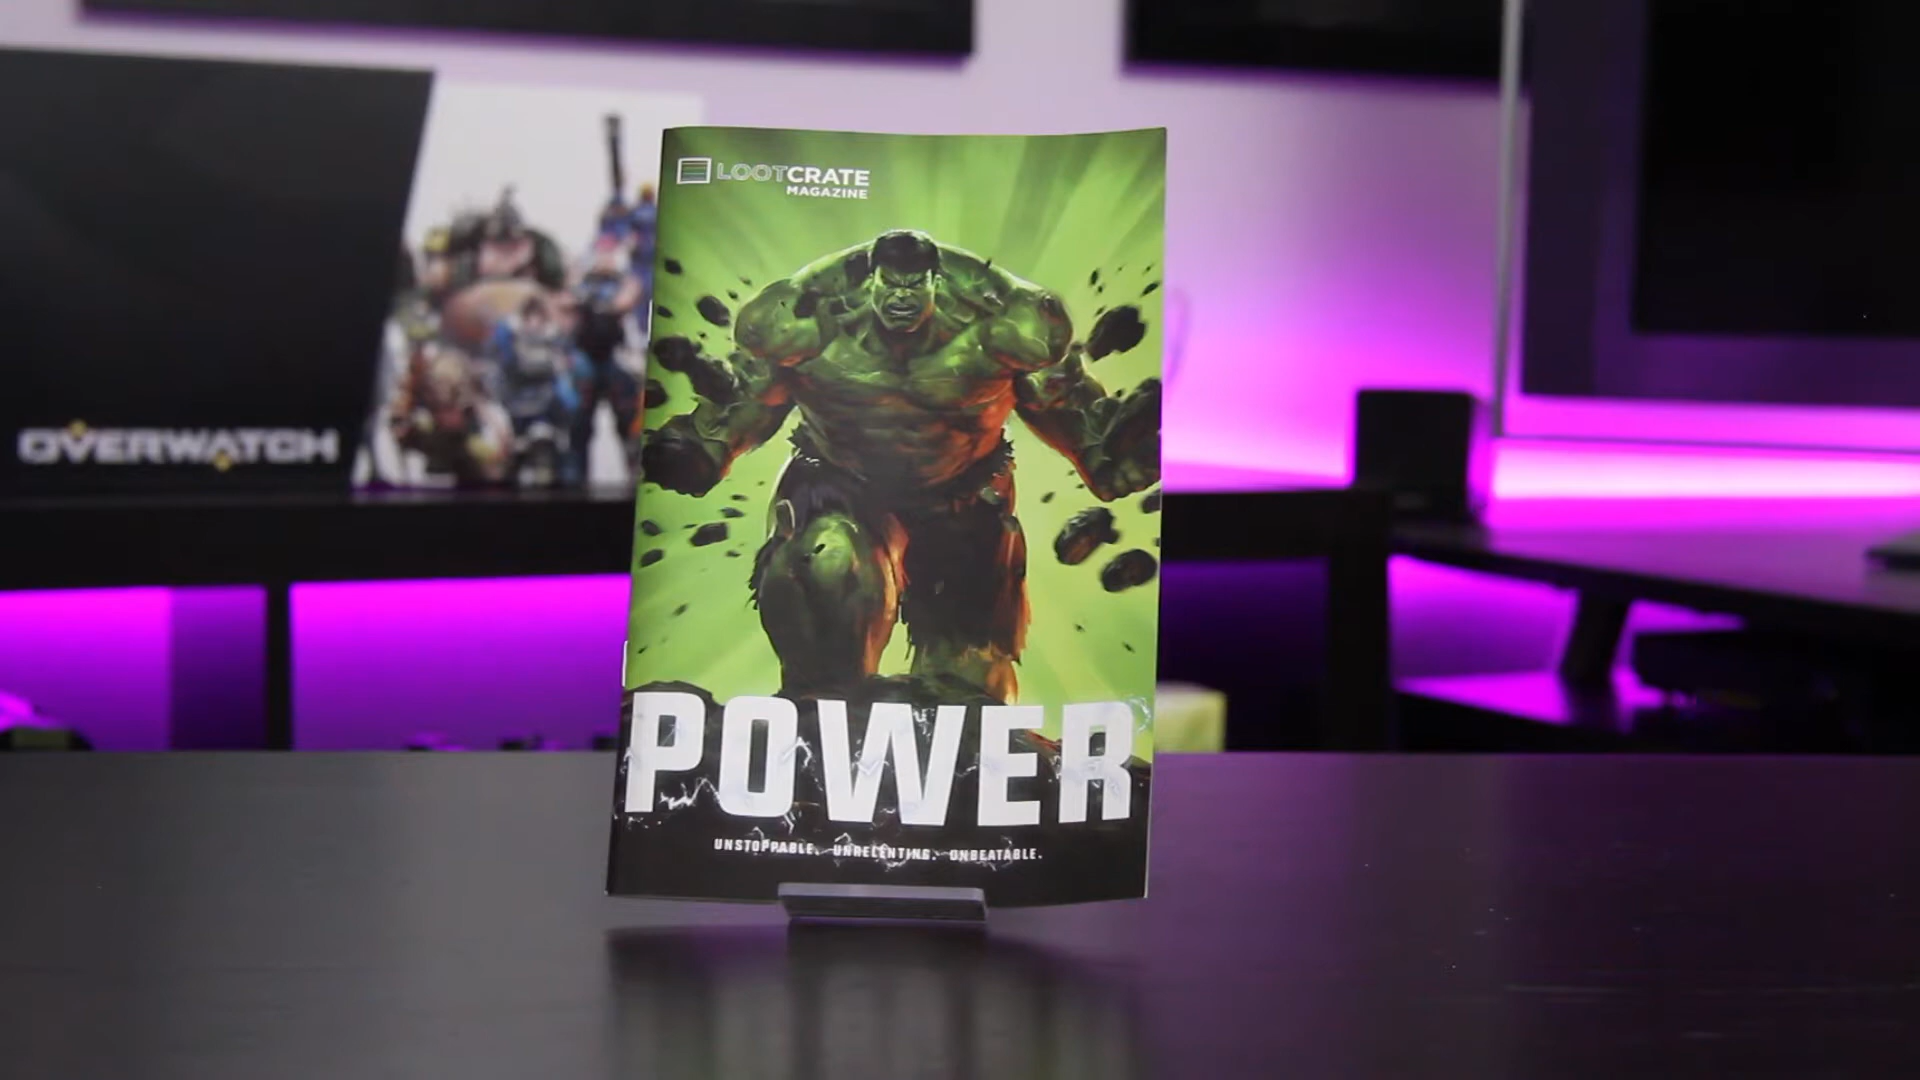 LOOTCRATE
MAGAZINE
OVERWATCH
POWER
UNSTOPPABLE. UNRELENTING. UNBEATABLE.